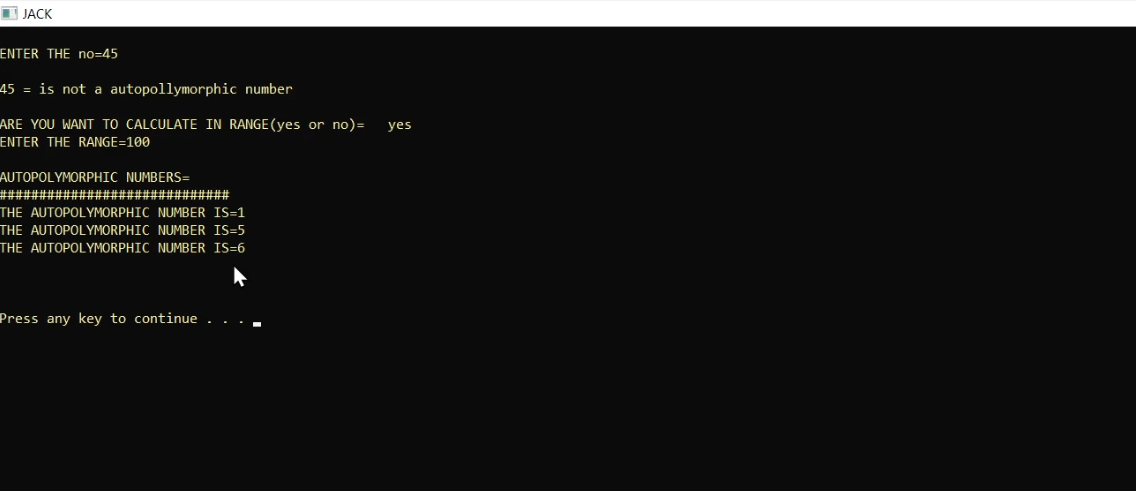 JACK
ENTER THE no=45
45 = is not a autopollymorphic number
ARE YOU WANT TO CALCULATE IN RANGE(yes or no)=   yes
ENTER THE RANGE=100
AUTOPOLYMORPHIC NUMBERS=
#############################
THE AUTOPOLYMORPHIC NUMBER IS=1
THE AUTOPOLYMORPHIC NUMBER IS=5
THE AUTOPOLYMORPHIC NUMBER IS=6
Press any key to continue . . .